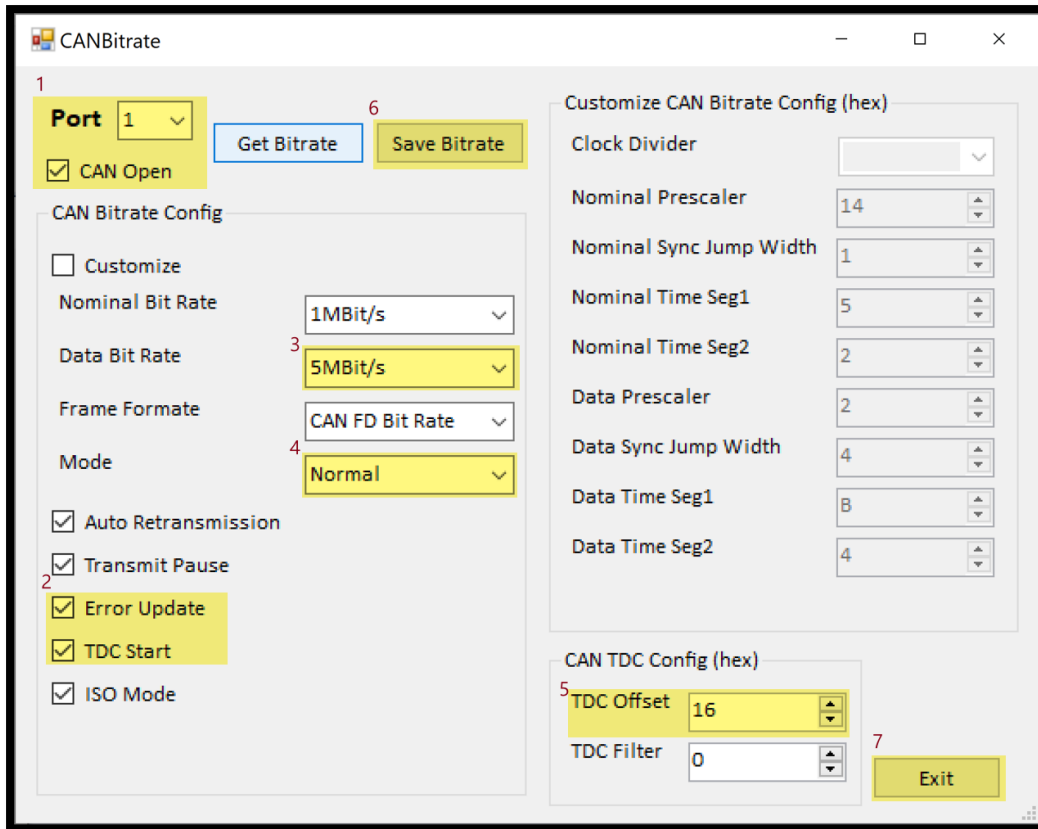 CANBitrate
1
Port 1
CAN Open
Get Bitrate
6
Save Bitrate
CAN Bitrate Config
Customize
Nominal Bit Rate 1MBit/s
3
Data Bit Rate 5MBit/s
Frame Formate CAN FD Bit Rate
4
Mode Normal
Auto Retransmission
Transmit Pause
2
Error Update
TDC Start
ISO Mode
Customize CAN Bitrate Config (hex)
Clock Divider
Nominal Prescaler 14
Nominal Sync Jump Width 1
Nominal Time Seg1 5
Nominal Time Seg2 2
Data Prescaler 2
Data Sync Jump Width 4
Data Time Seg1 B
Data Time Seg2 4
CAN TDC Config (hex)
5
TDC Offset 16
TDC Filter 0
7
Exit